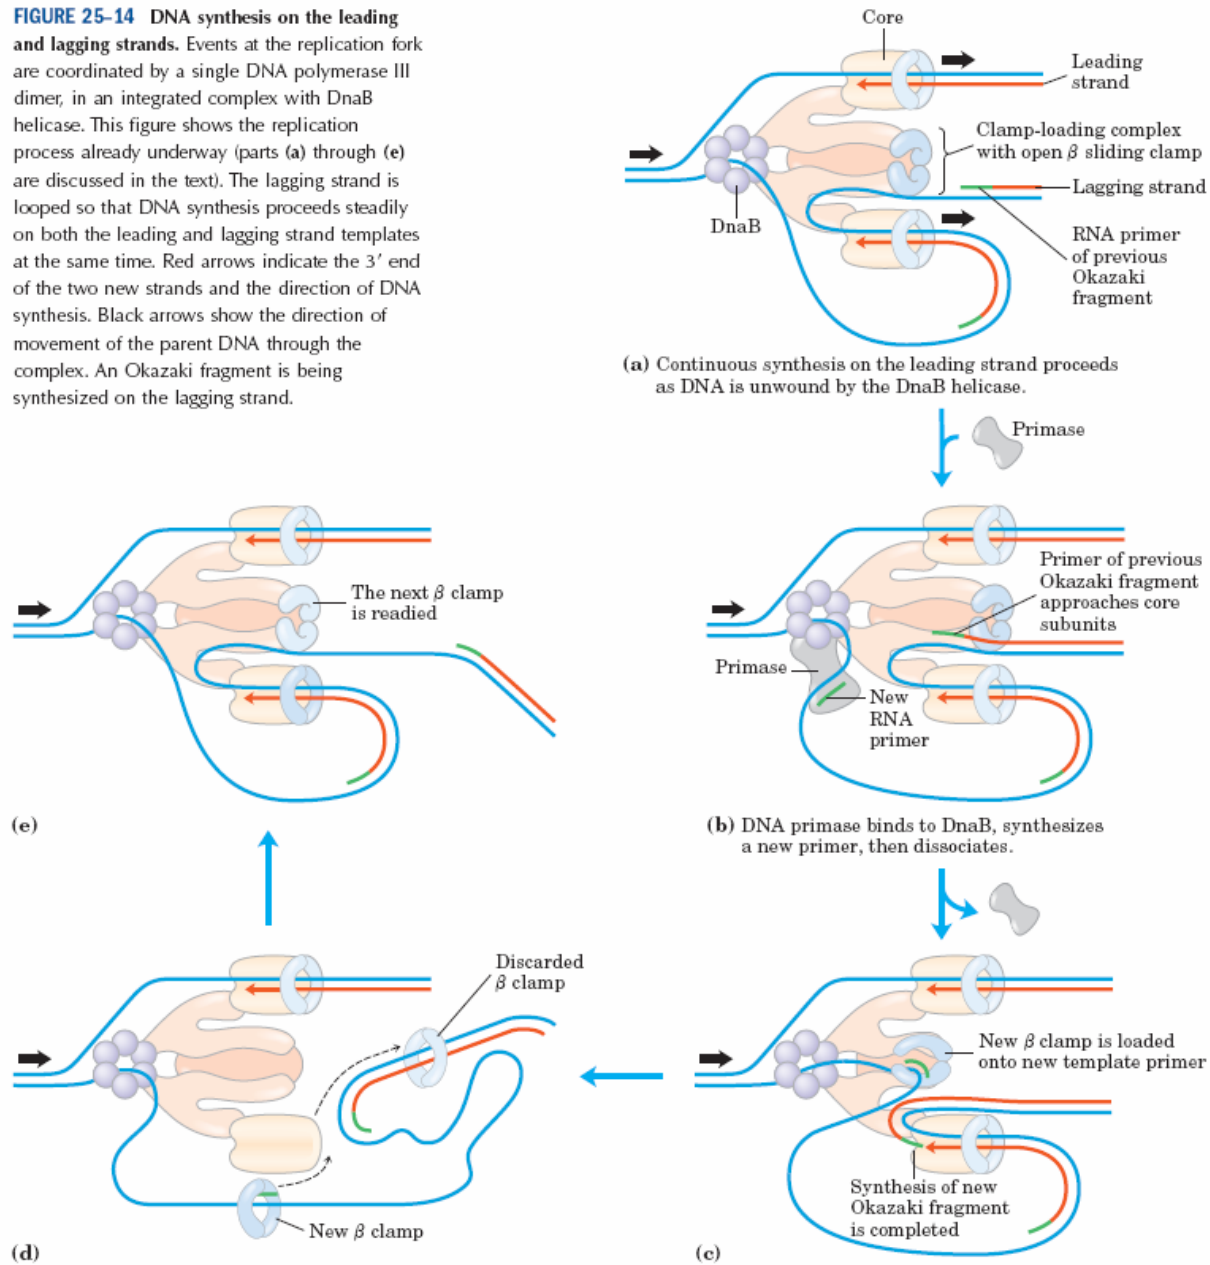 FIGURE 25–14 DNA synthesis on the leading
and lagging strands. Events at the replication fork
are coordinated by a single DNA polymerase III
dimer, in an integrated complex with DnaB
helicase. This figure shows the replication
process already underway (parts (a) through (e)
are discussed in the text). The lagging strand is
looped so that DNA synthesis proceeds steadily
on both the leading and lagging strand templates
at the same time. Red arrows indicate the 3′ end
of the two new strands and the direction of DNA
synthesis. Black arrows show the direction of
movement of the parent DNA through the
complex. An Okazaki fragment is being
synthesized on the lagging strand.
Core
Leading
strand
Clamp-loading complex
with open β sliding clamp
Lagging strand
DnaB
RNA primer
of previous
Okazaki
fragment
(a) Continuous synthesis on the leading strand proceeds
as DNA is unwound by the DnaB helicase.
Primase
Primer of previous
Okazaki fragment
approaches core
subunits
Primase
New
RNA
primer
(b) DNA primase binds to DnaB, synthesizes
a new primer, then dissociates.
New β clamp is loaded
onto new template primer
Synthesis of new
Okazaki fragment
is completed
(c)
Discarded
β clamp
New β clamp
(d)
The next β clamp
is readied
(e)